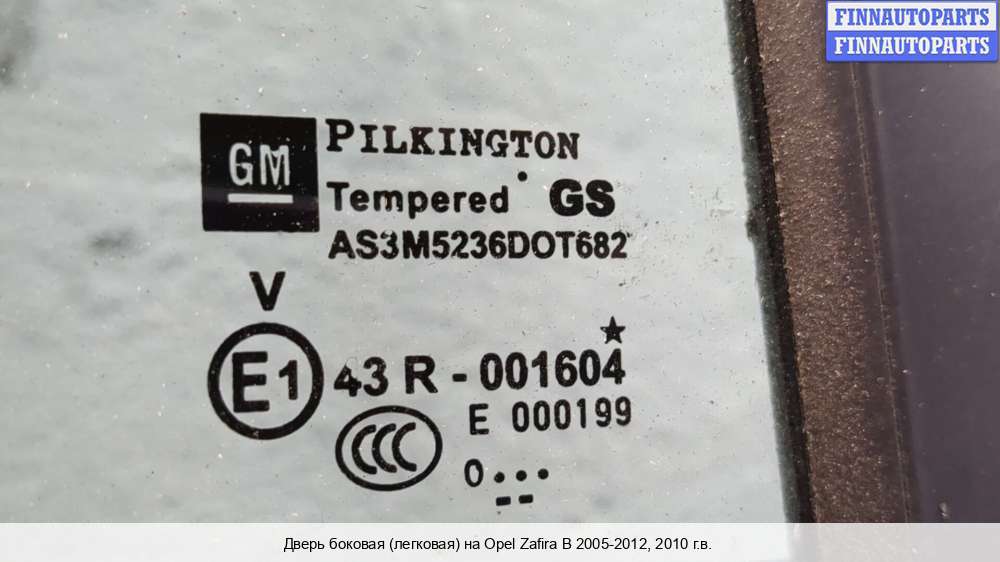 FINNAUTOPARTS
FINNAUTOPARTS
GM
PILKINGTON
Tempered GS
AS3M5236DOT682
V
E1 43 R - 001604
E 000199
CCC
0...
--
Дверь боковая (легковая) на Opel Zafira B 2005-2012, 2010 г.в.